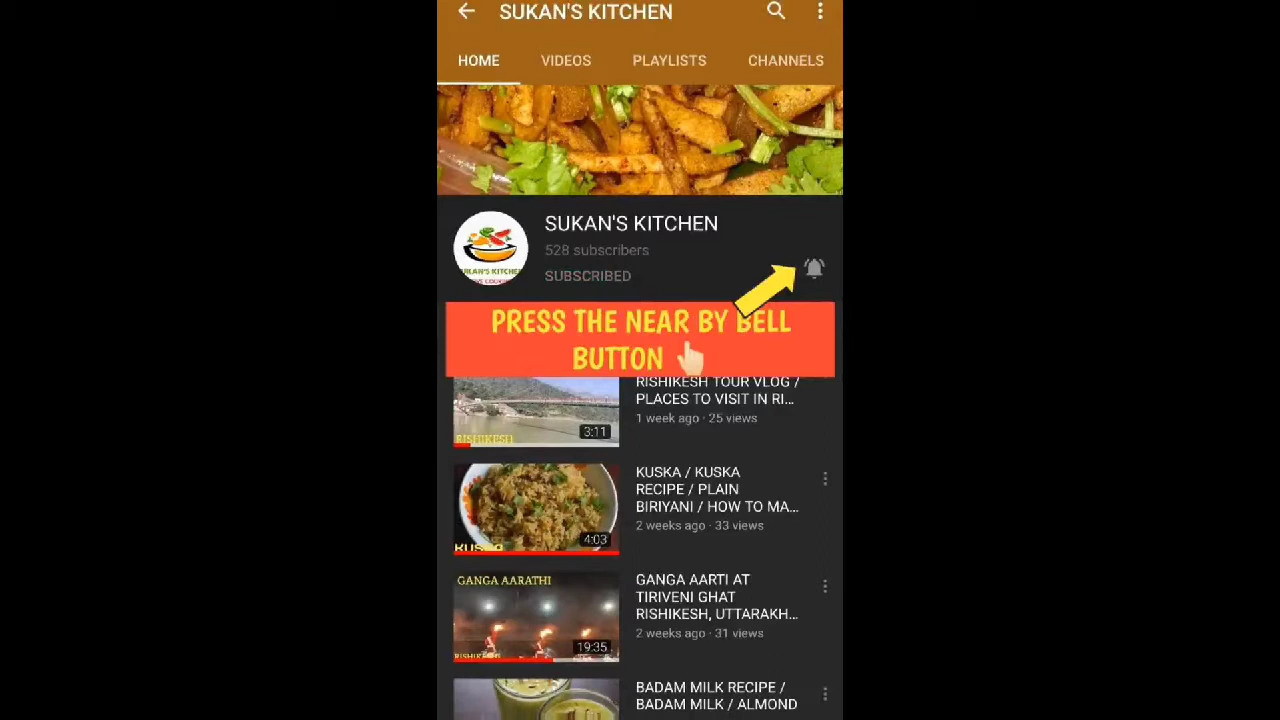 SUKAN'S KITCHEN
HOME VIDEOS PLAYLISTS CHANNELS
SUKAN'S KITCHEN
528 subscribers
SUBSCRIBED
PRESS THE NEAR BY BELL
BUTTON
RISHIKESH TOUR VLOG /
PLACES TO VISIT IN RI...
1 week ago · 25 views
3:11
RISHIKESH
KUSKA / KUSKA
RECIPE / PLAIN
BIRIYANI / HOW TO MA...
2 weeks ago · 33 views
4:03
KUSKA
GANGA AARATHI
GANGA AARTI AT
TIRIVENI GHAT
RISHIKESH, UTTARAKH...
2 weeks ago · 31 views
19:35
RISHIKESH
BADAM MILK RECIPE /
BADAM MILK / ALMOND